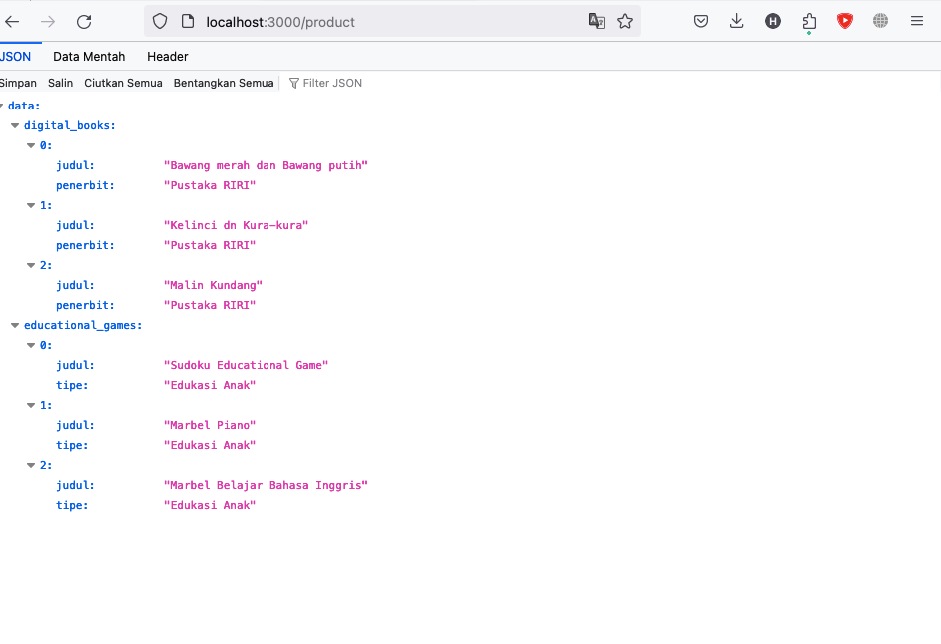 localhost:3000/product
H
JSON Data Mentah Header
Simpan Salin Ciutkan Semua Bentangkan Semua Filter JSON
data:
digital_books:
0:
judul: "Bawang merah dan Bawang putih"
penerbit: "Pustaka RIRI"
1:
judul: "Kelinci dn Kura-kura"
penerbit: "Pustaka RIRI"
2:
judul: "Malin Kundang"
penerbit: "Pustaka RIRI"
educational_games:
0:
judul: "Sudoku Educational Game"
tipe: "Edukasi Anak"
1:
judul: "Marbel Piano"
tipe: "Edukasi Anak"
2:
judul: "Marbel Belajar Bahasa Inggris"
tipe: "Edukasi Anak"